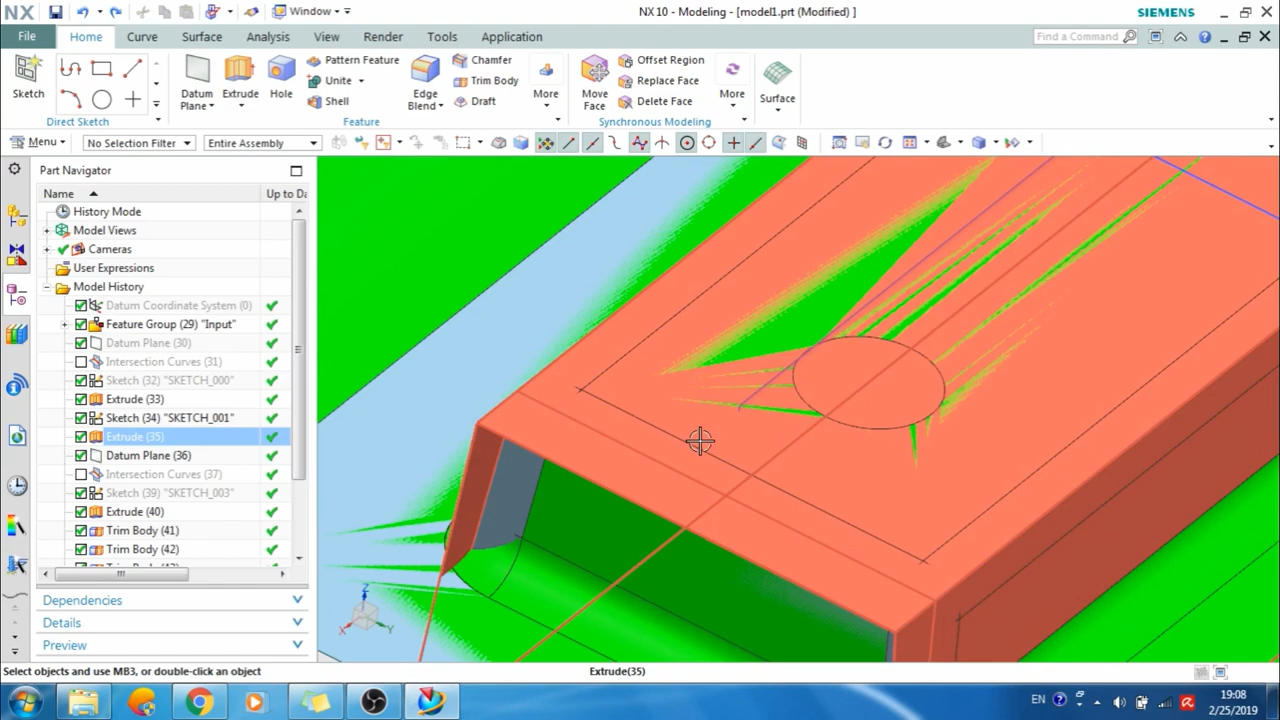 NX
Window
NX 10 - Modeling - [model1.prt (Modified) ]
SIEMENS
File
Home
Curve
Surface
Analysis
View
Render
Tools
Application
Find a Command
Sketch
Direct Sketch
Datum Plane
Extrude
Hole
Pattern Feature
Unite
Shell
Edge Blend
Chamfer
Trim Body
Draft
More
Feature
Move Face
Offset Region
Replace Face
Delete Face
More
Synchronous Modeling
Surface
Menu
No Selection Filter
Entire Assembly
Part Navigator
Name
Up to Da
History Mode
Model Views
Cameras
User Expressions
Model History
Datum Coordinate System (0)
Feature Group (29) "Input"
Datum Plane (30)
Intersection Curves (31)
Sketch (32) "SKETCH_000"
Extrude (33)
Sketch (34) "SKETCH_001"
Extrude (35)
Datum Plane (36)
Intersection Curves (37)
Sketch (39) "SKETCH_003"
Extrude (40)
Trim Body (41)
Trim Body (42)
Dependencies
Details
Preview
Z
X
Y
Select objects and use MB3, or double-click an object
Extrude(35)
EN
19:08
2/25/2019